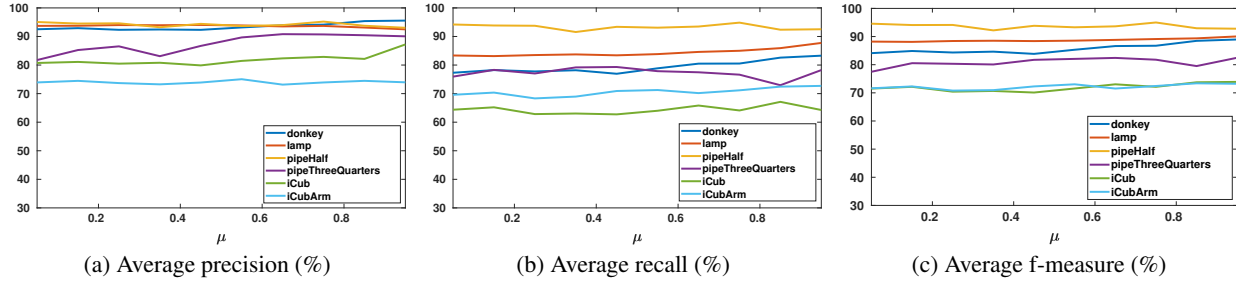 100
90
80
70
60
50
40
30
0.2 0.4 0.6 0.8
μ
donkey
lamp
pipeHalf
pipeThreeQuarters
iCub
iCubArm
(a) Average precision (%)
100
90
80
70
60
50
40
30
0.2 0.4 0.6 0.8
μ
donkey
lamp
pipeHalf
pipeThreeQuarters
iCub
iCubArm
(b) Average recall (%)
100
90
80
70
60
50
40
30
0.2 0.4 0.6 0.8
μ
donkey
lamp
pipeHalf
pipeThreeQuarters
iCub
iCubArm
(c) Average f-measure (%)